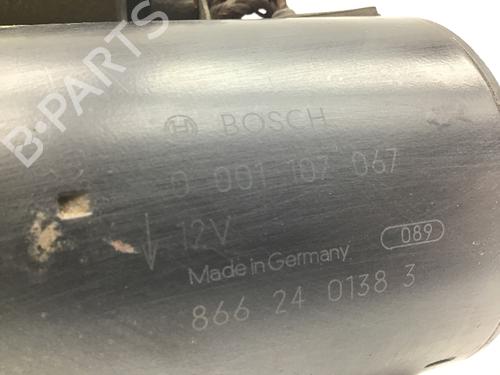 B-PARTS
BOSCH
0 001 107 067
12V
089
Made in Germany
866 24 0138 3